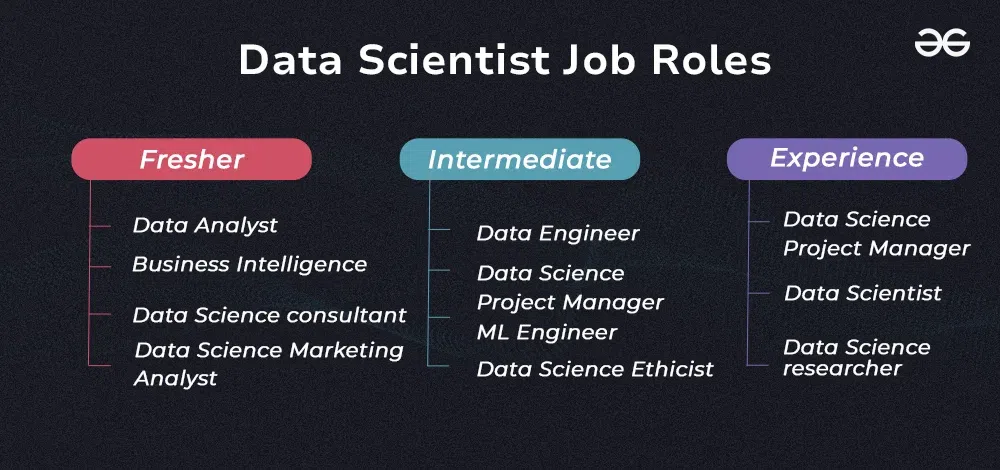 Data Scientist Job Roles
Fresher
Data Analyst
Business Intelligence
Data Science consultant
Data Science Marketing
Analyst
Intermediate
Data Engineer
Data Science
Project Manager
ML Engineer
Data Science Ethicist
Experience
Data Science
Project Manager
Data Scientist
Data Science
researcher